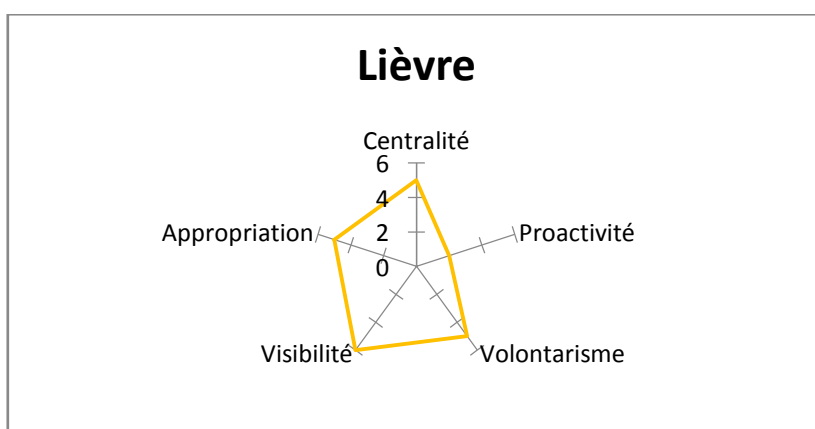 Lièvre
Centralité
6
4
2
0
Appropriation
Proactivité
Visibilité
Volontarisme